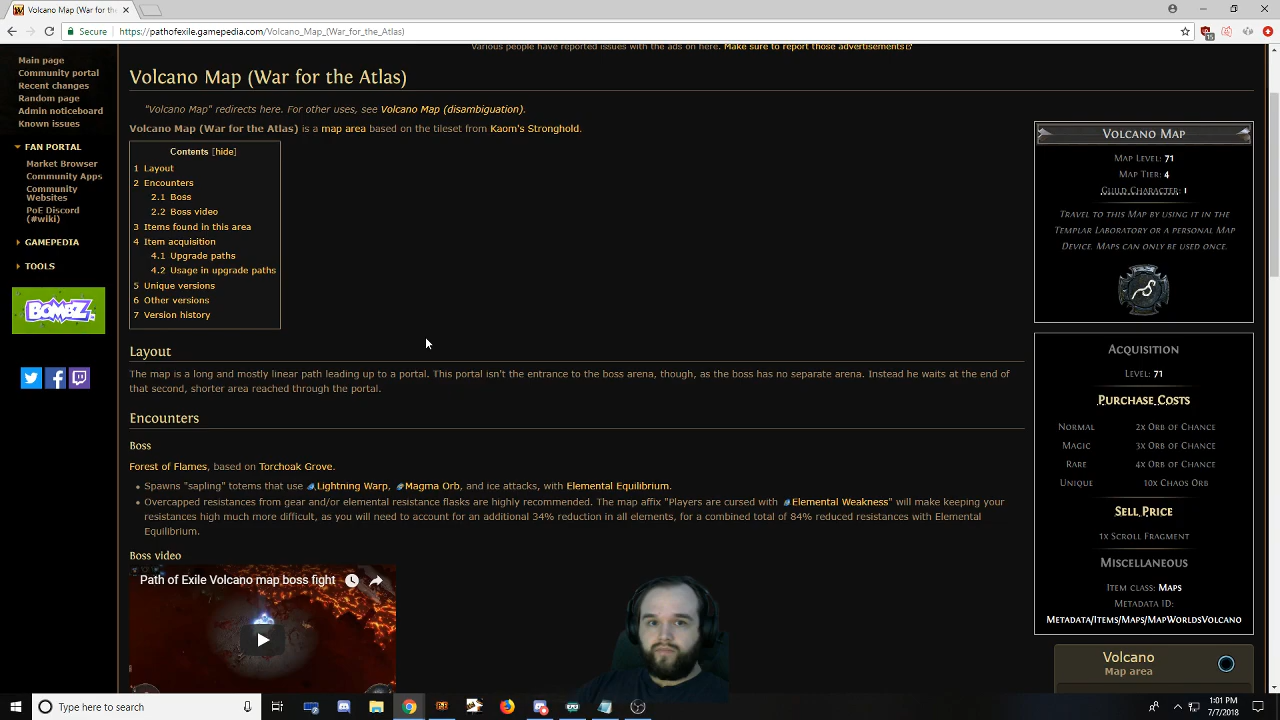 Volcano Map (War for the Atlas)
Secure
https://pathofexile.gamepedia.com/Volcano_Map_(War_for_the_Atlas)
15
Various people have reported issues with the ads on here. Make sure to report those advertisements
Main page
Community portal
Recent changes
Random page
Admin noticeboard
Known issues
FAN PORTAL
Market Browser
Community Apps
Community
Websites
PoE Discord
(#wiki)
GAMEPEDIA
TOOLS
BOMBZ
Volcano Map (War for the Atlas)
"Volcano Map" redirects here. For other uses, see Volcano Map (disambiguation).
Volcano Map (War for the Atlas) is a map area based on the tileset from Kaom's Stronghold.
Contents [hide]
1 Layout
2 Encounters
2.1 Boss
2.2 Boss video
3 Items found in this area
4 Item acquisition
4.1 Upgrade paths
4.2 Usage in upgrade paths
5 Unique versions
6 Other versions
7 Version history
Layout
The map is a long and mostly linear path leading up to a portal. This portal isn't the entrance to the boss arena, though, as the boss has no separate arena. Instead he waits at the end of
that second, shorter area reached through the portal.
Encounters
Boss
Forest of Flames, based on Torchoak Grove.
Spawns "sapling" totems that use Lightning Warp, Magma Orb, and ice attacks, with Elemental Equilibrium.
Overcapped resistances from gear and/or elemental resistance flasks are highly recommended. The map affix "Players are cursed with Elemental Weakness" will make keeping your
resistances high much more difficult, as you will need to account for an additional 34% reduction in all elements, for a combined total of 84% reduced resistances with Elemental
Equilibrium.
Boss video
Path of Exile Volcano map boss fight
Volcano Map
Map Level: 71
Map Tier: 4
Guild Character: 1
Travel to this Map by using it in the
Templar Laboratory or a personal Map
Device. Maps can only be used once.
Acquisition
Level: 71
Purchase Costs
Normal 2x Orb of Chance
Magic 3x Orb of Chance
Rare 4x Orb of Chance
Unique 10x Chaos Orb
Sell Price
1x Scroll Fragment
Miscellaneous
Item class: Maps
Metadata ID:
Metadata/Items/Maps/MapWorldsVolcano
Volcano
Map area
Type here to search
1:01 PM
7/7/2018